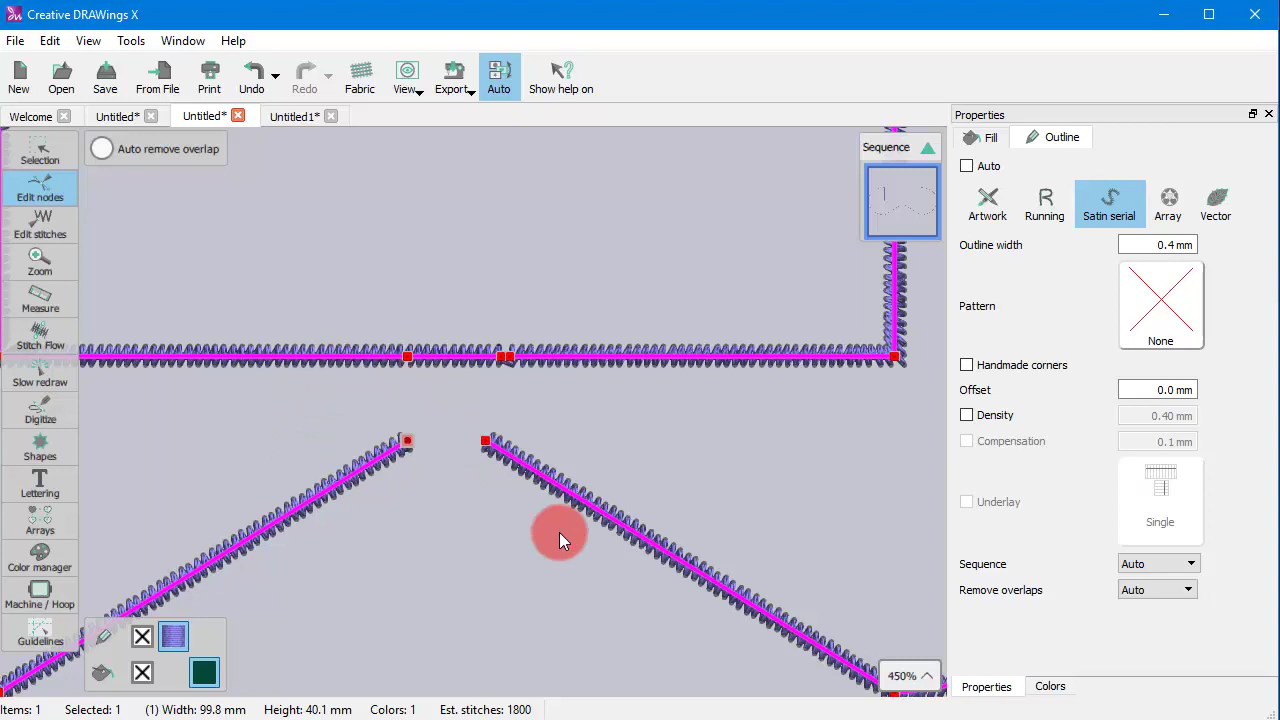 Creative DRAWings X
File Edit View Tools Window Help
New Open Save From File Print Undo Redo Fabric View Export Auto Show help on
Welcome Untitled* Untitled* Untitled1*
Properties
Fill Outline
Auto
Artwork Running Satin serial Array Vector
Outline width 0.4 mm
Pattern
None
Handmade corners
Offset 0.0 mm
Density 0.40 mm
Compensation 0.1 mm
Underlay
Single
Sequence Auto
Remove overlaps Auto
Properties Colors
Auto remove overlap
Sequence
Selection
Edit nodes
Edit stitches
Zoom
Measure
Stitch Flow
Slow redraw
Digitize
Shapes
Lettering
Arrays
Color manager
Machine / Hoop
Guidelines
450%
Items: 1 Selected: 1 Height: 40.1 mm Colors: 1 Est. stitches: 1800